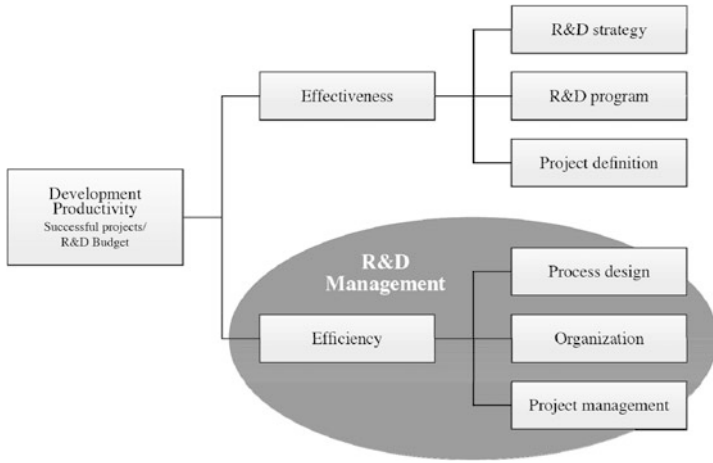 R&D strategy
Effectiveness
R&D program
Project definition
Development
Productivity
Successful projects/
R&D Budget
R&D
Management
Process design
Efficiency
Organization
Project management